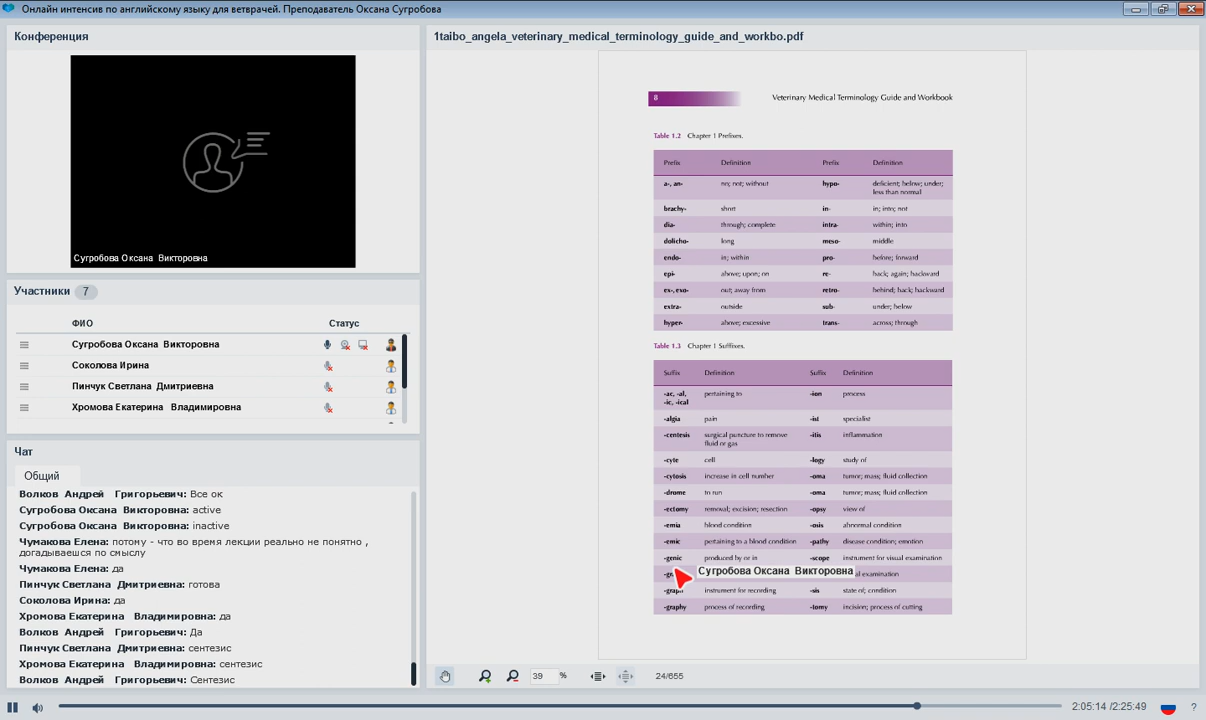 Онлайн интенсив по английскому языку для ветврачей. Преподаватель Оксана Сугробова
Конференция
Сугробова Оксана Викторовна
Участники 7
ФИО Статус
Сугробова Оксана Викторовна
Соколова Ирина
Пинчук Светлана Дмитриевна
Хромова Екатерина Владимировна
Чат
Общий
Волков Андрей Григорьевич: Все ок
Сугробова Оксана Викторовна: active
Сугробова Оксана Викторовна: inactive
Чумакова Елена: потому - что во время лекции реально не понятно ,
догадываешся по смыслу
Чумакова Елена: да
Пинчук Светлана Дмитриевна: готова
Соколова Ирина: да
Хромова Екатерина Владимировна: да
Волков Андрей Григорьевич: Да
Пинчук Светлана Дмитриевна: сентезис
Хромова Екатерина Владимировна: сентезис
Волков Андрей Григорьевич: Сентезис
1taibo_angela_veterinary_medical_terminology_guide_and_workbo.pdf
8 Veterinary Medical Terminology Guide and Workbook
Table 1.2 Chapter 1 Prefixes.
Prefix Definition Prefix Definition
a-, an- no; not; without hypo- deficient; below; under;
less than normal
brachy- short in- in; into; not
dia- through; complete intra- within; into
dolicho- long meso- middle
endo- in; within pro- before; forward
epi- above; upon; on re- back; again; backward
ex-, exo- out; away from retro- behind; back; backward
extra- outside sub- under; below
hyper- above; excessive trans- across; through
Table 1.3 Chapter 1 Suffixes.
Suffix Definition Suffix Definition
-ac, -al, pertaining to -ion process
-ic, -ical
-algia pain -ist specialist
-centesis surgical puncture to remove -itis inflammation
fluid or gas
-cyte cell -logy study of
-cytosis increase in cell number -oma tumor; mass; fluid collection
-drome to run -oma tumor; mass; fluid collection
-ectomy removal; excision; resection -opsy view of
-emia blood condition -osis abnormal condition
-emic pertaining to a blood condition -pathy disease condition; emotion
-genic produced by or in -scope instrument for visual examination
Сугробова Оксана Викторовна examination
-graph instrument for recording -sis state of; condition
-graphy process of recording -tomy incision; process of cutting
39 % 24/655
2:05:14 /2:25:49 ?